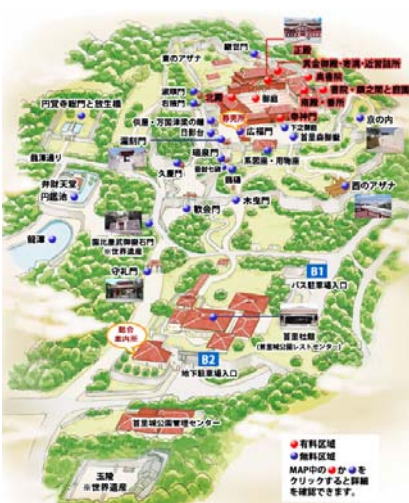 継世門
東のアザナ
正殿
黄金御殿・寄満・近習詰所
奥書院
淑順門
右掖門
北殿
御庭
書院・鎖之間と庭園
南殿・番所
円覚寺総門と放生橋
券売所
奉神門
京の内
供屋・万国津梁の鐘
日影台
広福門
下之御庭
首里森御嶽
漏刻門
系図座・用物座
龍潭通り
瑞泉門
久慶門
西のアザナ
弁財天堂
円鑑池
木曳門
歓会門
龍潭
園比屋武御嶽石門
※世界遺産
守礼門
B1
バス駐車場入口
首里杜館
(首里城公園レストセンター)
総合
案内所
B2
地下駐車場入口
首里城公園管理センター
玉陵
※世界遺産
●有料区域
●無料区域
MAP中の●か●を
クリックすると詳細
を確認できます。